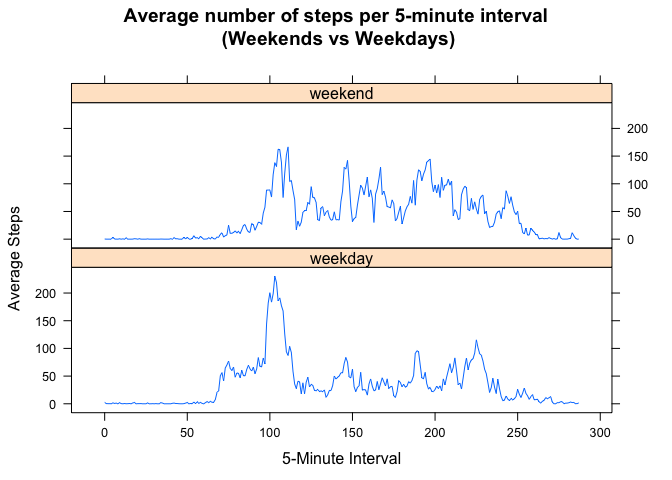 Average number of steps per 5-minute interval
(Weekends vs Weekdays)
weekend
200
150
100
50
0
weekday
200
150
100
50
0
Average Steps
0 50 100 150 200 250 300
5-Minute Interval